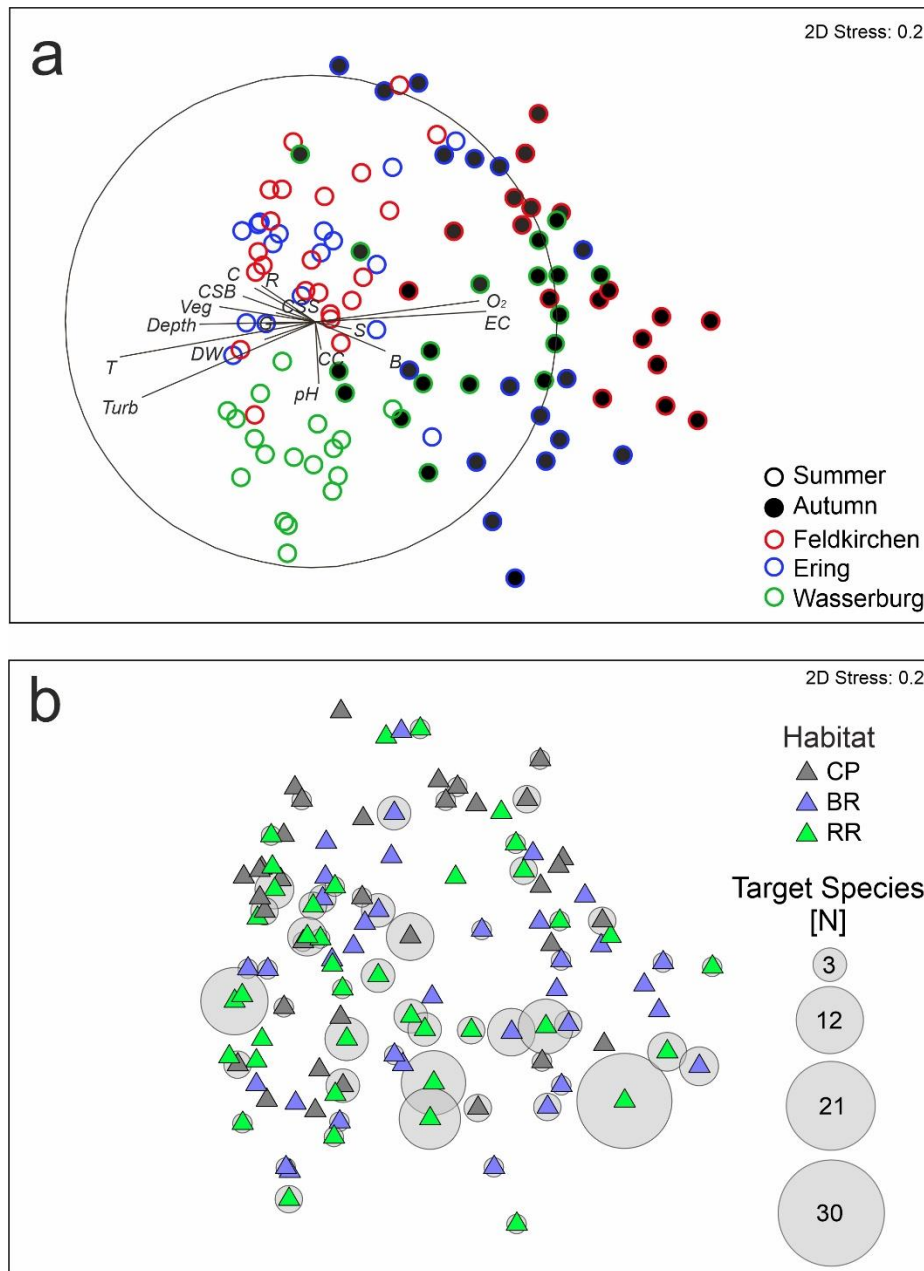 2D Stress: 0.2
a
C
R
CSB
CSS
Veg
O₂
Depth
G
S
EC
T
DW
CC
B
Turb
pH
Summer
Autumn
Feldkirchen
Ering
Wasserburg
2D Stress: 0.2
b
Habitat
CP
BR
RR
Target Species
[N]
3
12
21
30